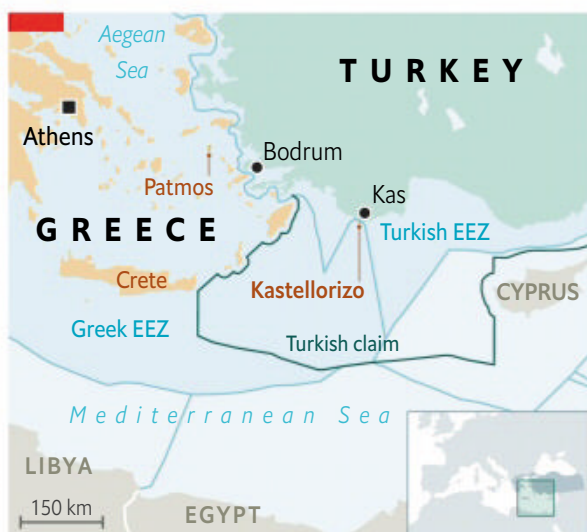 Aegean
Sea
TURKEY
Athens
Bodrum
Patmos
Kas
GREECE
Turkish EEZ
Crete
Kastellorizo
CYPRUS
Greek EEZ
Turkish claim
Mediterranean Sea
LIBYA
150 km
EGYPT